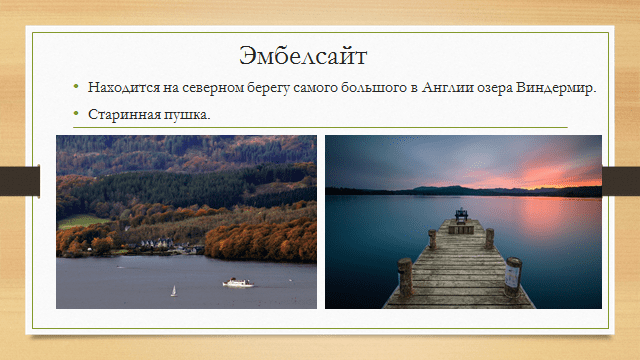 Эмбелсайт
• Находится на северном берегу самого большого в Англии озера Виндермир.
• Старинная пушка.